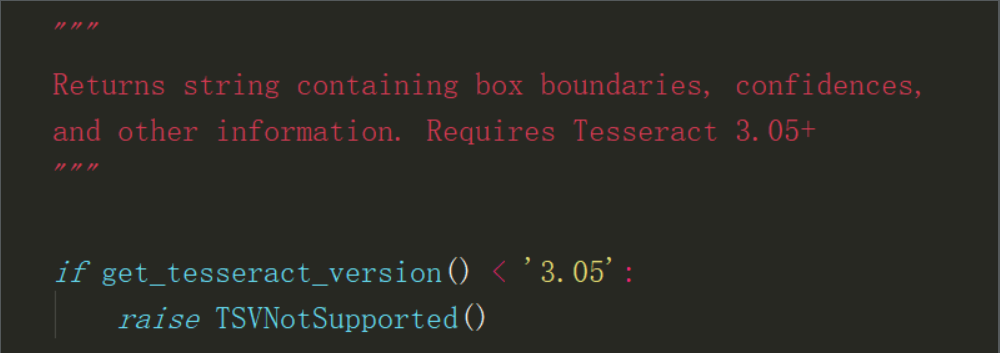 """
Returns string containing box boundaries, confidences,
and other information. Requires Tesseract 3.05+
"""
if get_tesseract_version() < '3.05':
raise TSVNotSupported()